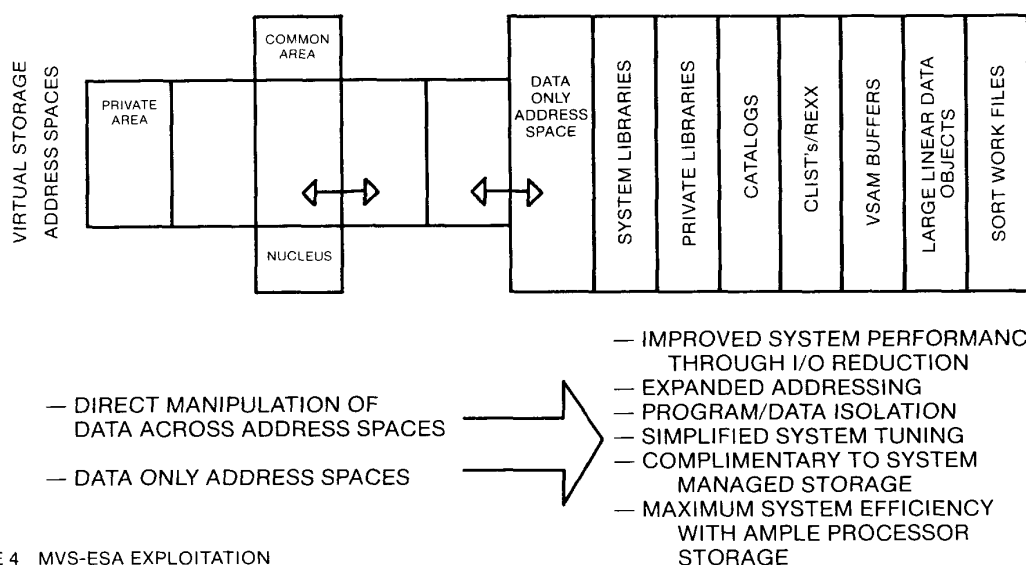 VIRTUAL STORAGE
ADDRESS SPACES
PRIVATE
AREA
COMMON
AREA
NUCLEUS
DATA
ONLY
ADDRESS
SPACE
SYSTEM LIBRARIES
PRIVATE LIBRARIES
CATALOGS
CLIST's/REXX
VSAM BUFFERS
LARGE LINEAR DATA
OBJECTS
SORT WORK FILES
— DIRECT MANIPULATION OF
DATA ACROSS ADDRESS SPACES
— DATA ONLY ADDRESS SPACES
— IMPROVED SYSTEM PERFORMANC
THROUGH I/O REDUCTION
— EXPANDED ADDRESSING
— PROGRAM/DATA ISOLATION
— SIMPLIFIED SYSTEM TUNING
— COMPLIMENTARY TO SYSTEM
MANAGED STORAGE
— MAXIMUM SYSTEM EFFICIENCY
WITH AMPLE PROCESSOR
STORAGE
E 4 MVS-ESA EXPLOITATION